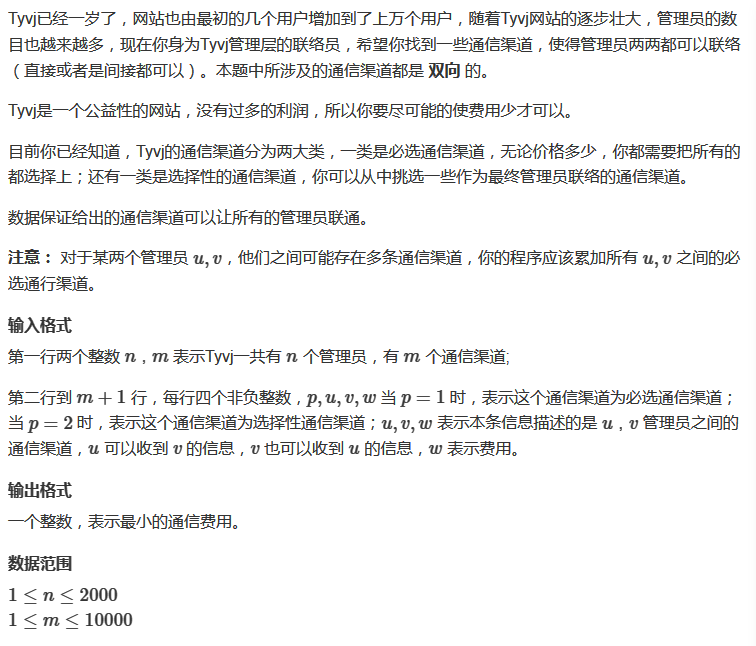 Tyvj已经一岁了，网站也由最初的几个用户增加到了上万个用户，随着Tyvj网站的逐步壮大，管理员的数
目也越来越多，现在你身为Tyvj管理层的联络员，希望你找到一些通信渠道，使得管理员两两都可以联络
（直接或者是间接都可以）。本题中所涉及的通信渠道都是 双向 的。
Tyvj是一个公益性的网站，没有过多的利润，所以你要尽可能的使费用少才可以。
目前你已经知道，Tyvj的通信渠道分为两大类，一类是必选通信渠道，无论价格多少，你都需要把所有的
都选择上；还有一类是选择性的通信渠道，你可以从中挑选一些作为最终管理员联络的通信渠道。
数据保证给出的通信渠道可以让所有的管理员联通。
注意： 对于某两个管理员 u, v，他们之间可能存在多条通信渠道，你的程序应该累加所有 u, v 之间的必
选通行渠道。
输入格式
第一行两个整数 n，m 表示Tyvj一共有 n 个管理员，有 m 个通信渠道;
第二行到 m + 1 行，每行四个非负整数，p, u, v, w 当 p = 1 时，表示这个通信渠道为必选通信渠道；
当 p = 2 时，表示这个通信渠道为选择性通信渠道；u, v, w 表示本条信息描述的是 u，v 管理员之间的
通信渠道，u 可以收到 v 的信息，v 也可以收到 u 的信息，w 表示费用。
输出格式
一个整数，表示最小的通信费用。
数据范围
1 ≤ n ≤ 2000
1 ≤ m ≤ 10000